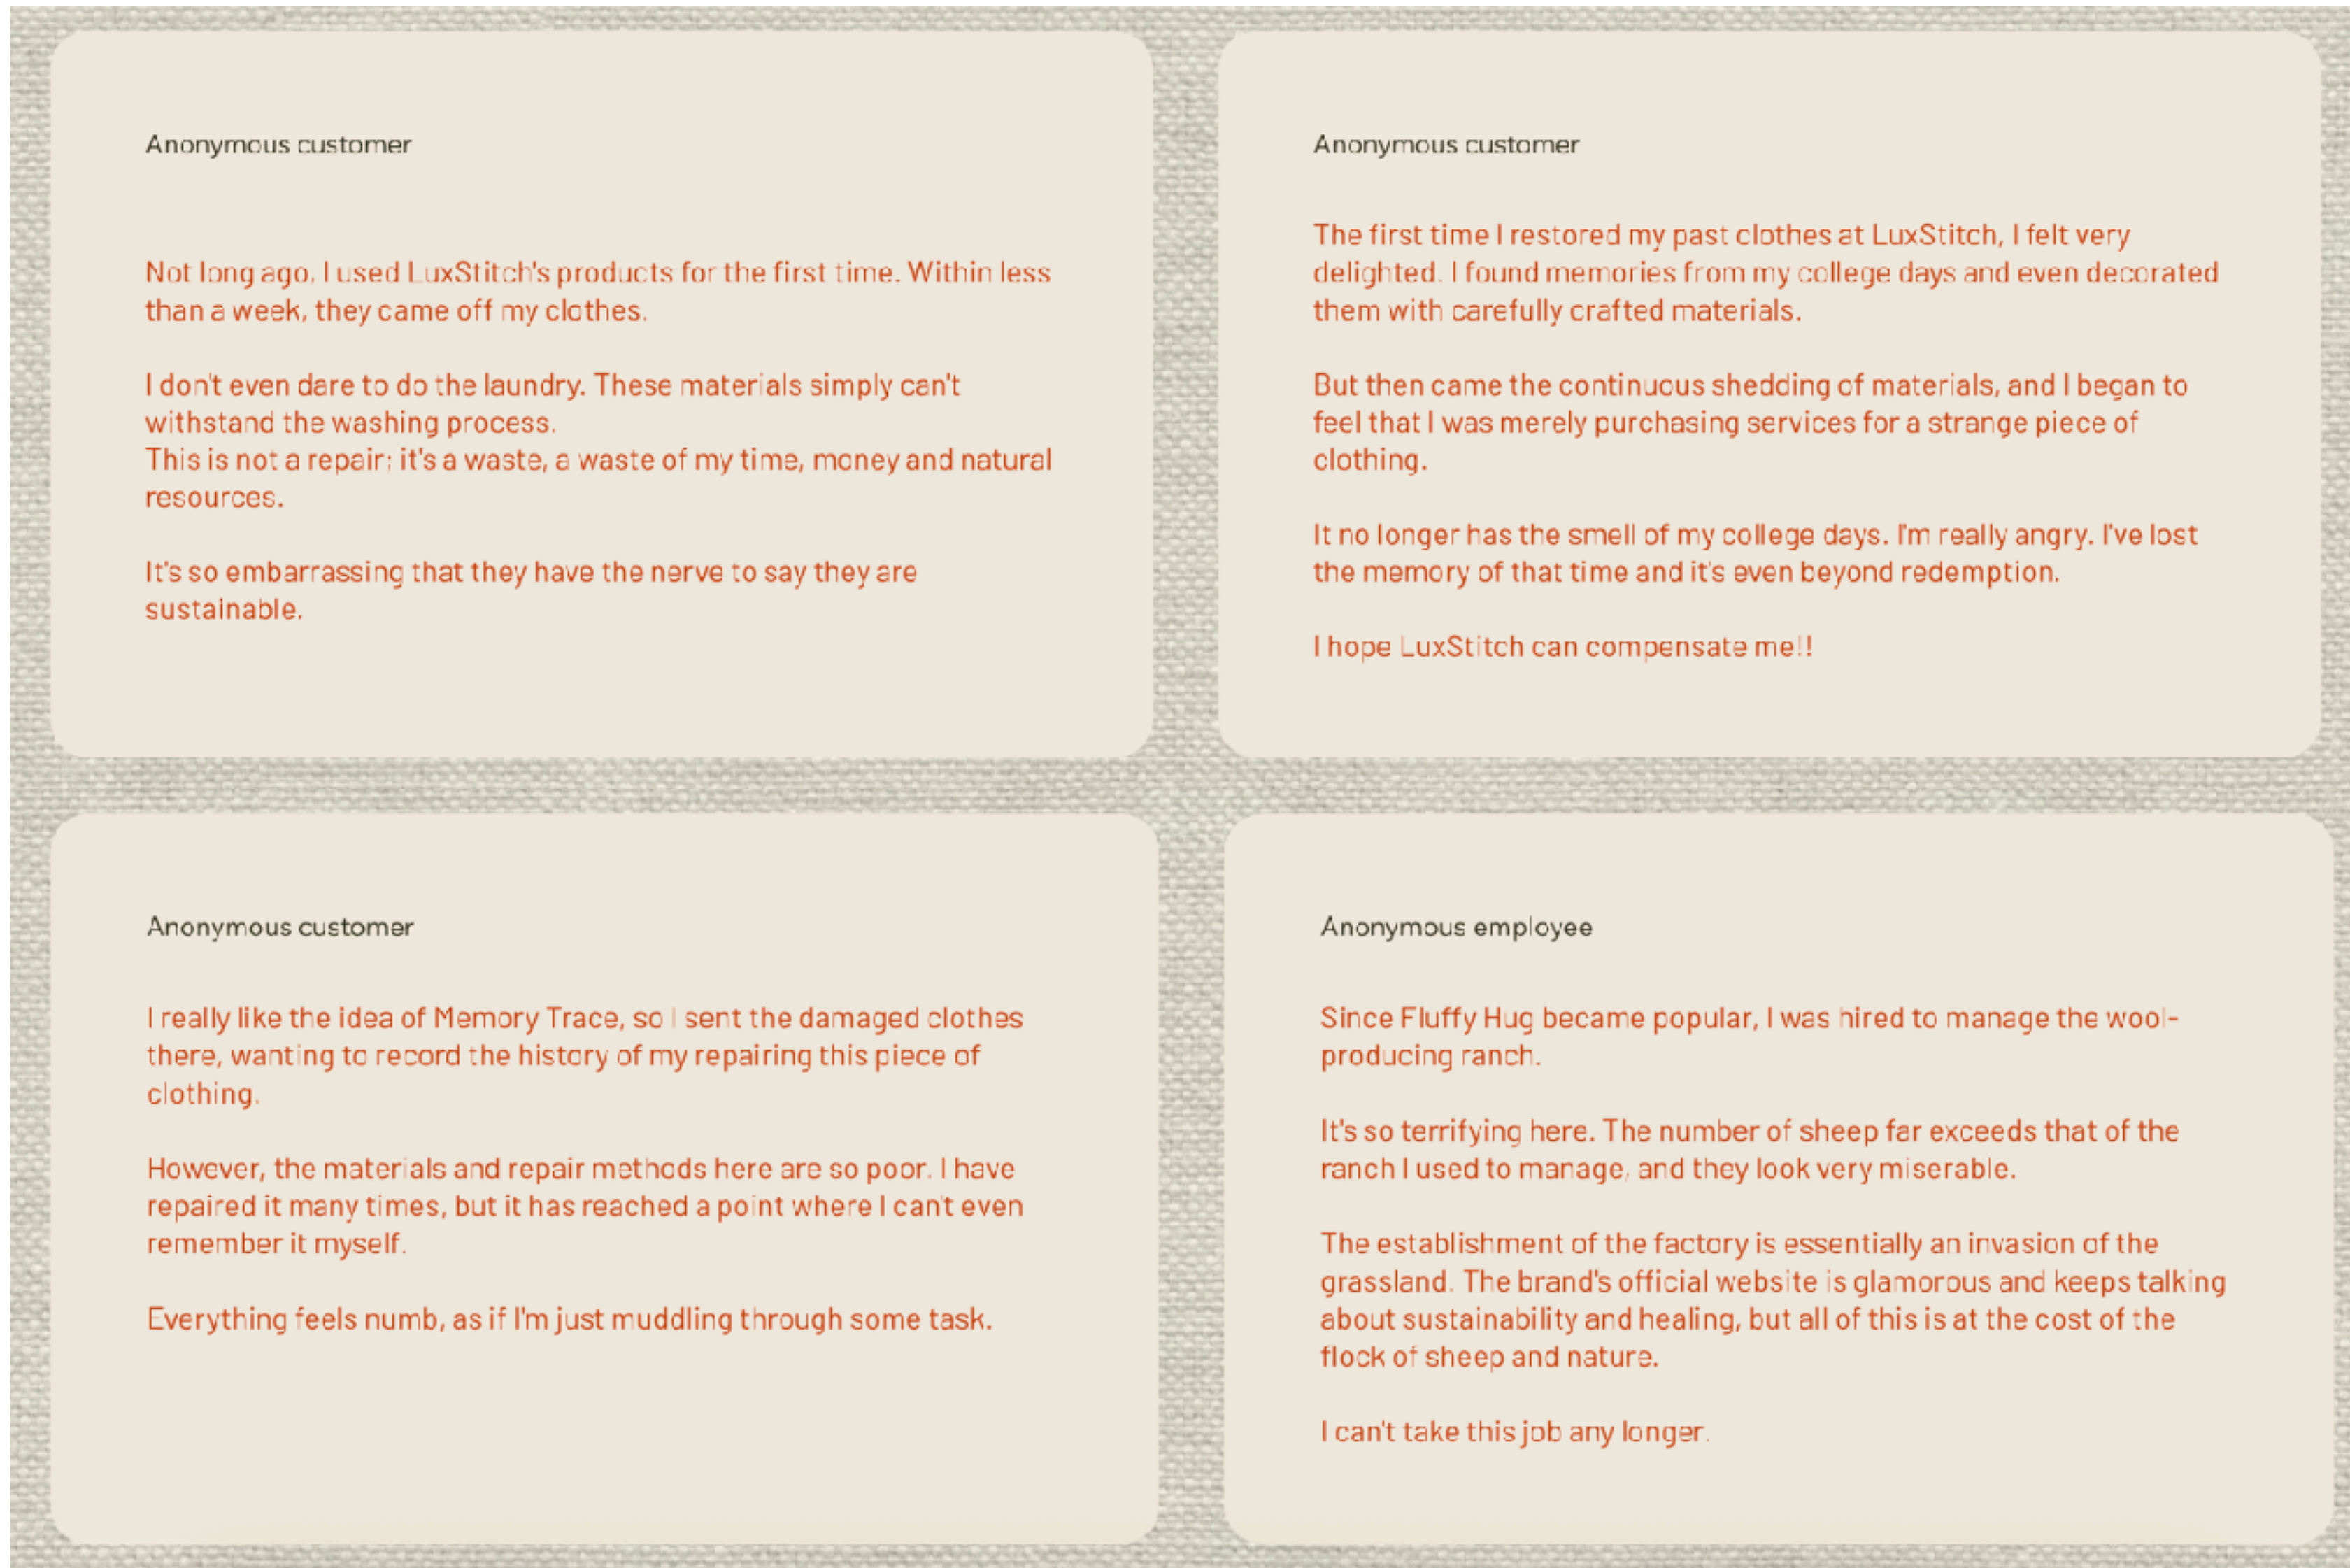 Anonymous customer
Not long ago, I used LuxStitch's products for the first time. Within less
than a week, they came off my clothes.
I don't even dare to do the laundry. These materials simply can't
withstand the washing process.
This is not a repair; it's a waste, a waste of my time, money and natural
resources.
It's so embarrassing that they have the nerve to say they are
sustainable.
Anonymous customer
The first time I restored my past clothes at LuxStitch, I felt very
delighted. I found memories from my college days and even decorated
them with carefully crafted materials.
But then came the continuous shedding of materials, and I began to
feel that I was merely purchasing services for a strange piece of
clothing.
It no longer has the smell of my college days. I'm really angry. I've lost
the memory of that time and it's even beyond redemption.
I hope LuxStitch can compensate me!!
Anonymous customer
I really like the idea of Memory Trace, so I sent the damaged clothes
there, wanting to record the history of my repairing this piece of
clothing.
However, the materials and repair methods here are so poor. I have
repaired it many times, but it has reached a point where I can't even
remember it myself.
Everything feels numb, as if I'm just muddling through some task.
Anonymous employee
Since Fluffy Hug became popular, I was hired to manage the wool-
producing ranch.
It's so terrifying here. The number of sheep far exceeds that of the
ranch I used to manage, and they look very miserable.
The establishment of the factory is essentially an invasion of the
grassland. The brand's official website is glamorous and keeps talking
about sustainability and healing, but all of this is at the cost of the
flock of sheep and nature.
I can't take this job any longer.